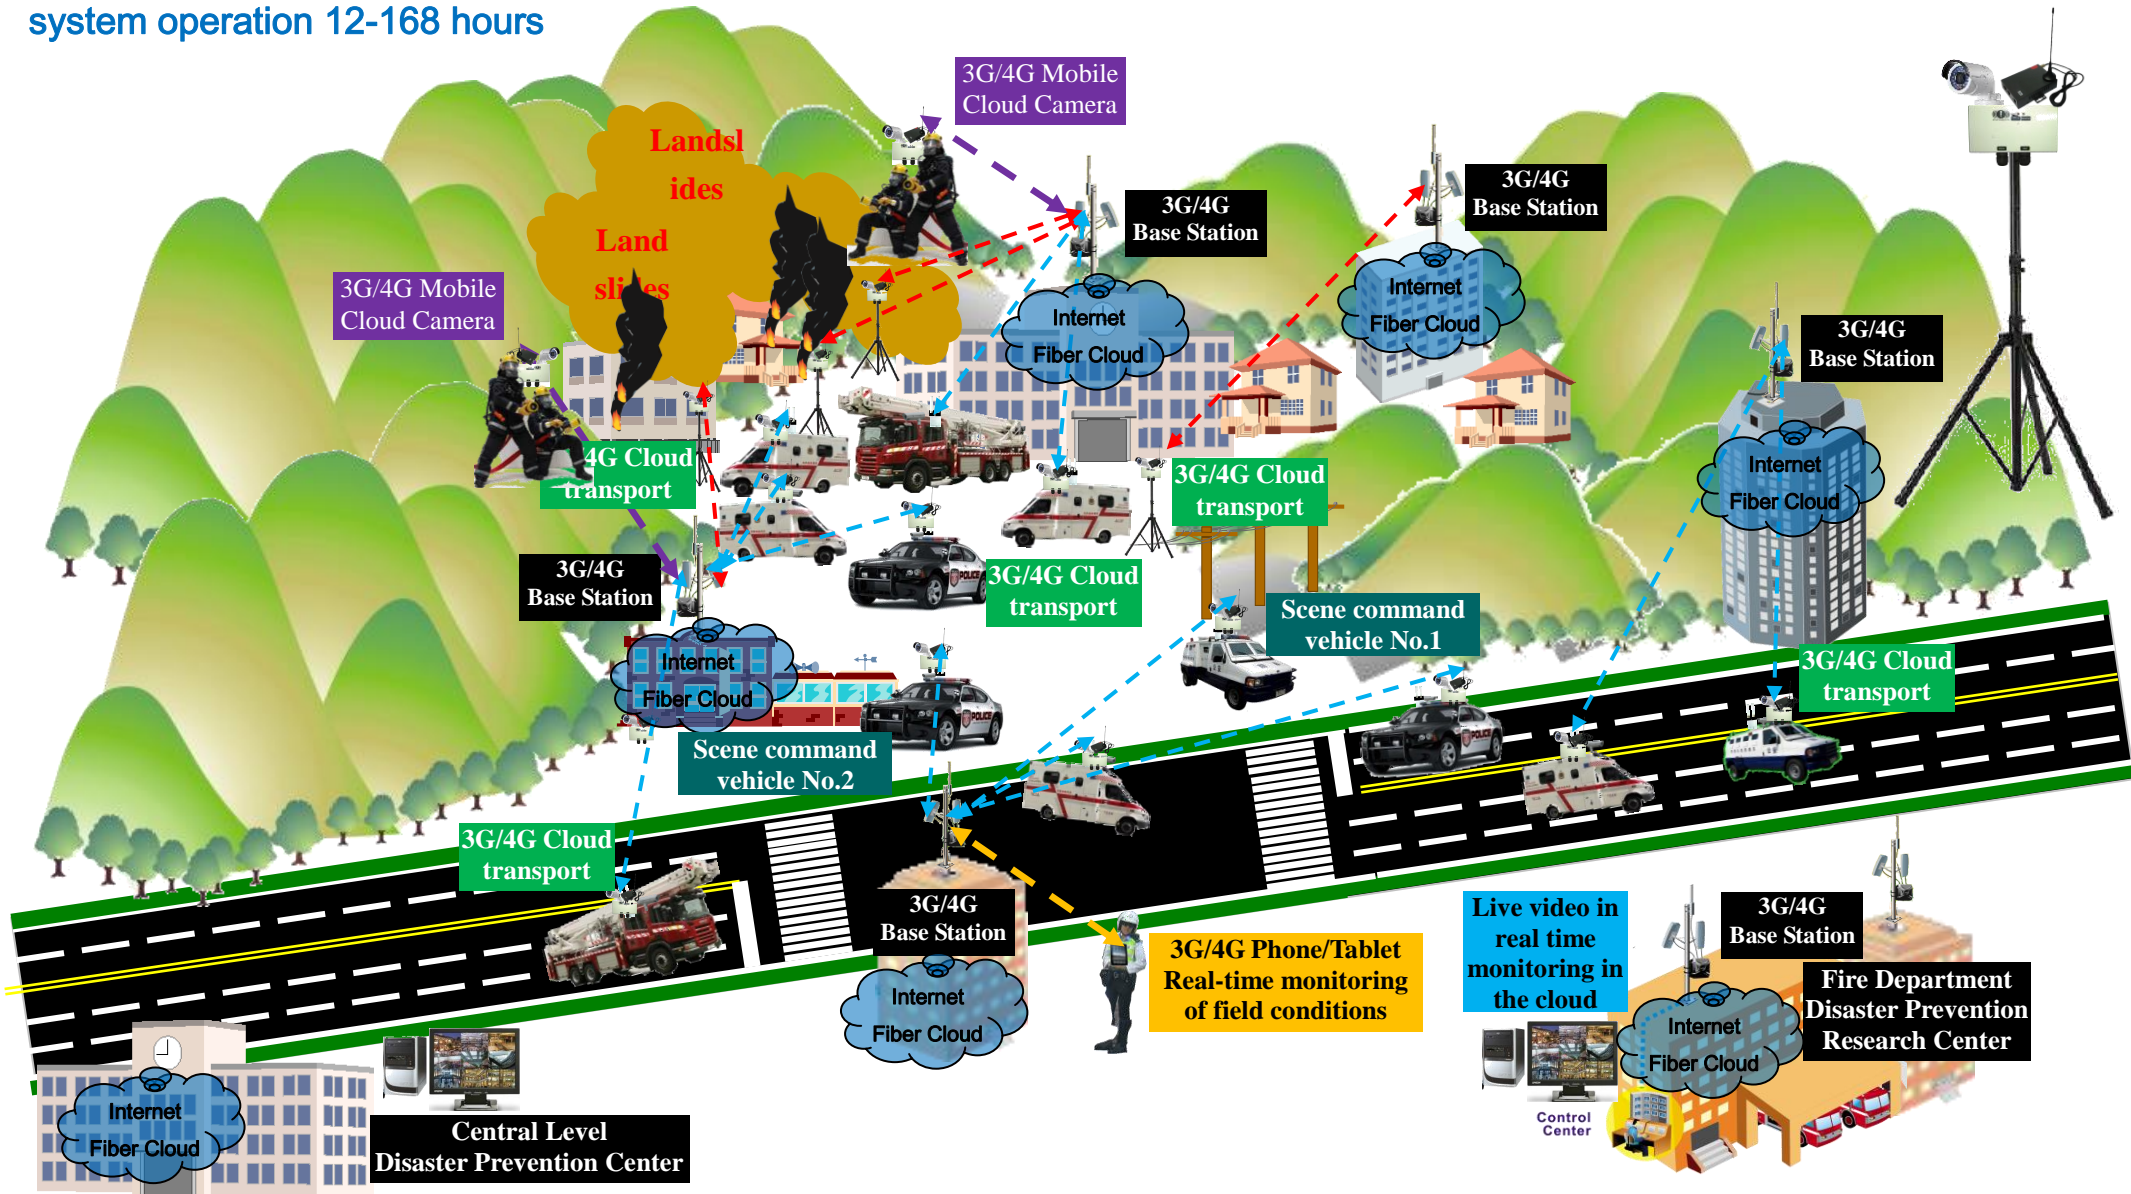 system operation 12-168 hours
3G/4G Mobile
Cloud Camera
Landsl
ides
Land
slides
3G/4G Mobile
Cloud Camera
3G/4G
Base Station
3G/4G
Base Station
Internet
Fiber Cloud
Internet
Fiber Cloud
3G/4G
Base Station
Internet
Fiber Cloud
4G Cloud
transport
3G/4G Cloud
transport
3G/4G
Base Station
POLICE
3G/4G Cloud
transport
Scene command
vehicle No.1
Internet
Fiber Cloud
POLICE
3G/4G Cloud
transport
Scene command
vehicle No.2
3G/4G Cloud
transport
3G/4G
Base Station
Internet
Fiber Cloud
3G/4G Phone/Tablet
Real-time monitoring
of field conditions
Live video in
real time
monitoring in
the cloud
3G/4G
Base Station
Fire Department
Disaster Prevention
Research Center
Internet
Fiber Cloud
Control
Center
Internet
Fiber Cloud
Central Level
Disaster Prevention Center